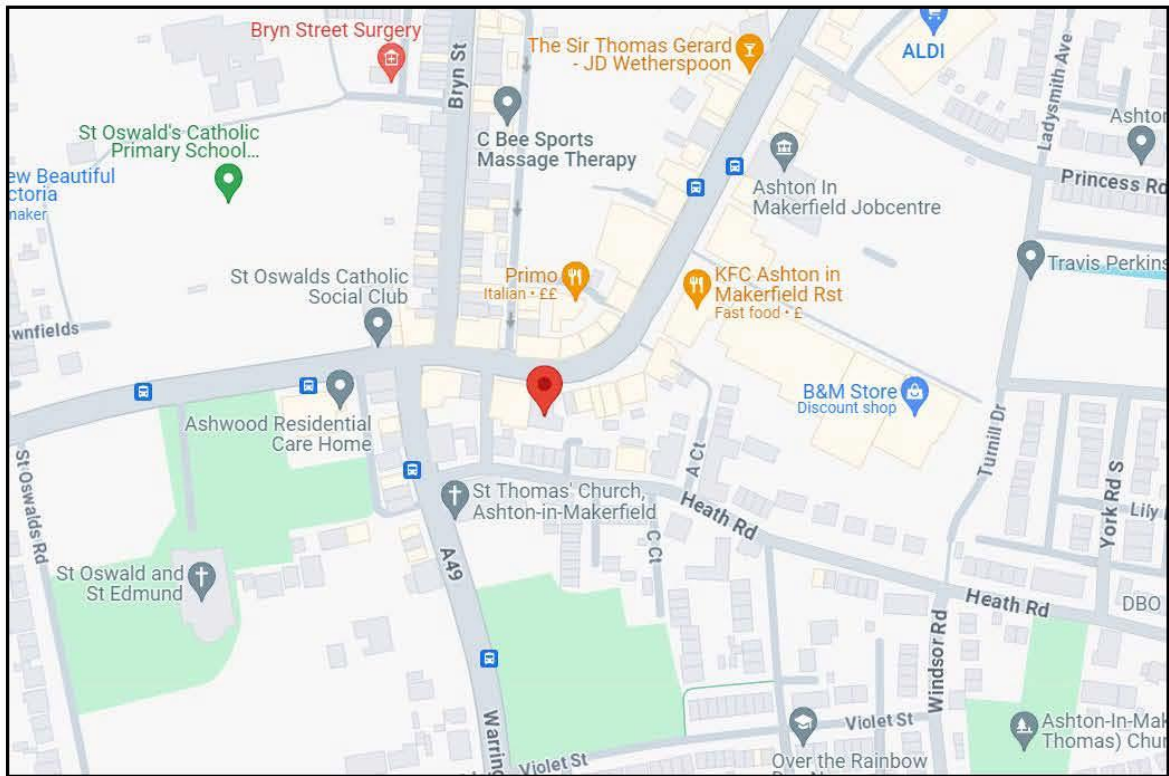 Bryn Street Surgery
Bryn St
The Sir Thomas Gerard
- JD Wetherspoon
ALDI
Ladysmith Ave
St Oswald's Catholic
Primary School...
C Bee Sports
Massage Therapy
Ashton
Princess Rd
ew Beautiful
ctoria
maker
Ashton In
Makerfield Jobcentre
St Oswalds Catholic
Social Club
Primo
Italian • ££
KFC Ashton in
Makerfield Rst
Fast food • £
Travis Perkins
wnfields
B&M Store
Discount shop
Ashwood Residential
Care Home
St Oswalds Rd
A Ct
Turnill Dr
York Rd S
Lily
St Thomas' Church,
Ashton-in-Makerfield
Heath Rd
C Ct
A49
St Oswald and
St Edmund
Heath Rd
DBO
Windsor Rd
Warring
Violet St
Violet St
Over the Rainbow
Ashton-In-Mak
Thomas) Chur